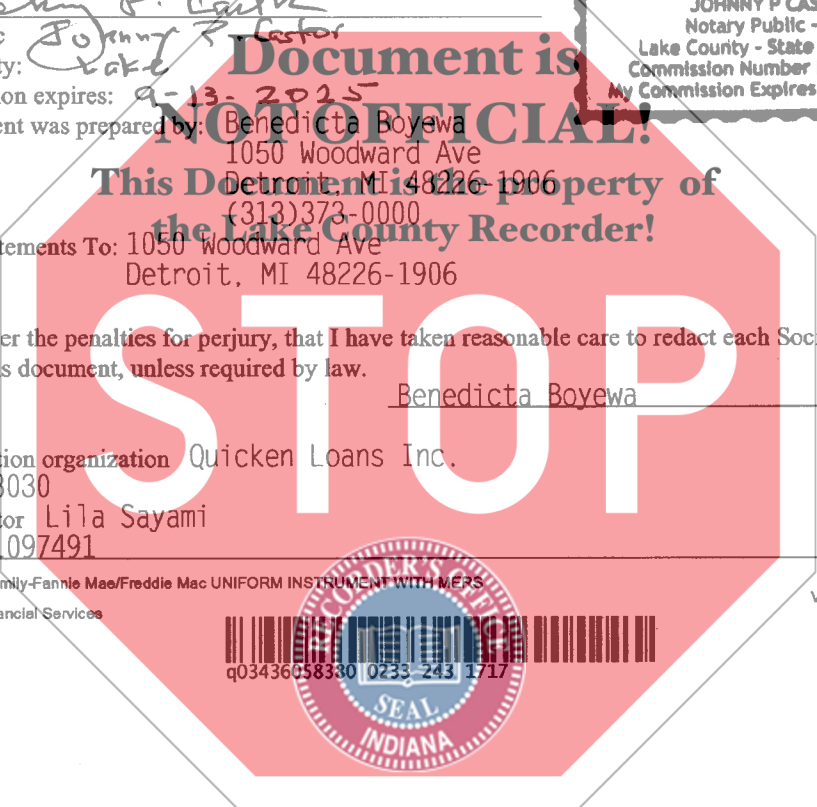 Johnny P. Castor
JOHNNY P CAS
Notary Public -
Lake County - State
Commission Number
My Commission Expires
ty: Lake
ion expires: 9-13-2025
ent was prepared by: Benedicta Boyewa
1050 Woodward Ave
Detroit, MI 48226-1906
(313)373-0000
tements To: 1050 Woodward Ave
Detroit, MI 48226-1906
Document is
NOT OFFICIAL!
This Document is the property of
the Lake County Recorder!
STOP
er the penalties for perjury, that I have taken reasonable care to redact each Soc
s document, unless required by law.
Benedicta Boyewa
tion organization Quicken Loans Inc.
3030
tor Lila Sayami
1097491
mily-Fannie Mae/Freddie Mac UNIFORM INSTRUMENT WITH MERS
ancial Services
q03436058380 0233 243 1717
RECORDER'S OFFICE
SEAL
INDIANA